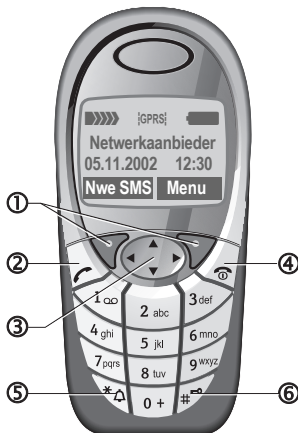 GPRS
Netwerkaanbieder
05.11.2002 12:30
Nwe SMS Menu
①
② ④
③
1 2 abc 3 def
4 ghi 5 jkl 6 mno
7 pqrs 8 tuv 9 wxyz
⑤ * 0 + # ⑥